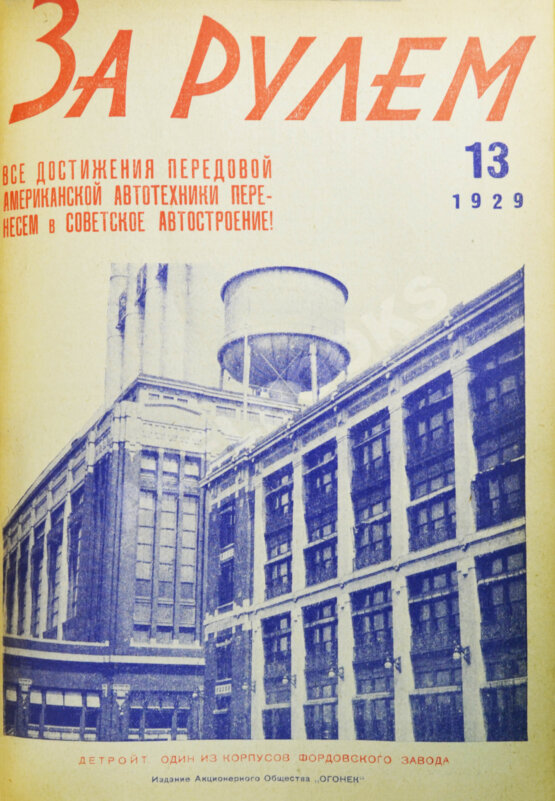 ЗА РУЛЕМ
13
1929
ВСЕ ДОСТИЖЕНИЯ ПЕРЕДОВОЙ
АМЕРИКАНСКОЙ АВТОТЕХНИКИ ПЕРЕ-
НЕСЕМ в СОВЕТСКОЕ АВТОСТРОЕНИЕ!
ДЕТРОЙТ. ОДИН ИЗ КОРПУСОВ ФОРДОВСКОГО ЗАВОДА
Издание Акционерного Общества „ОГОНЕК“